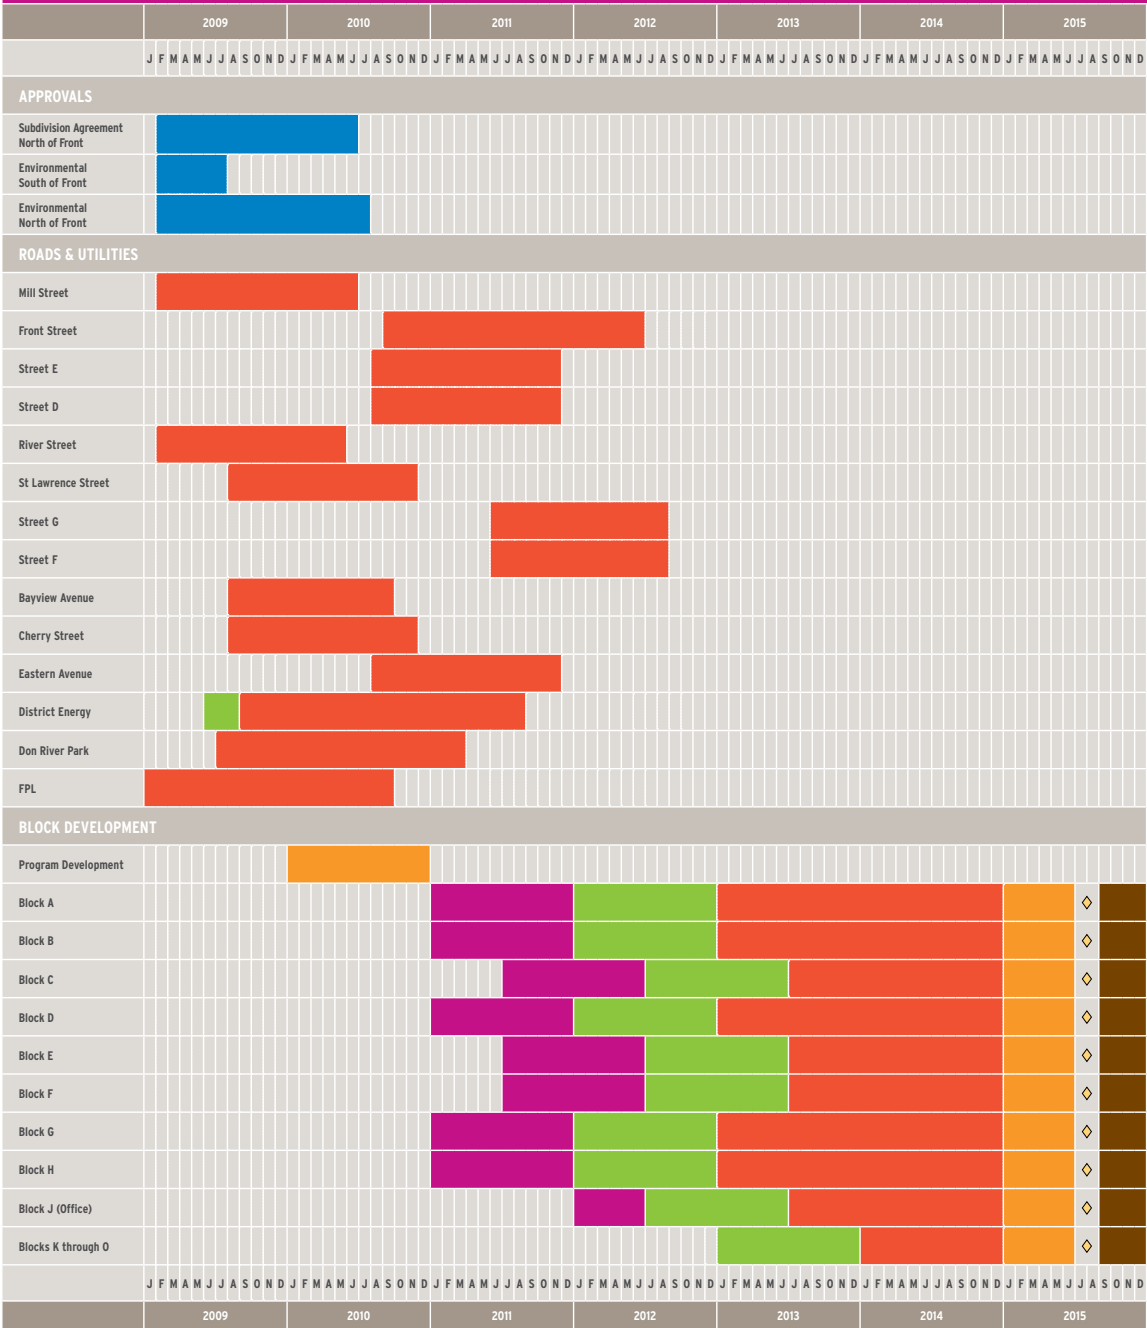 2009 2010 2011 2012 2013 2014 2015
J F M A M J J A S O N D J F M A M J J A S O N D J F M A M J J A S O N D J F M A M J J A S O N D J F M A M J J A S O N D J F M A M J J A S O N D J F M A M J J A S O N D
APPROVALS
Subdivision Agreement
North of Front
Environmental
South of Front
Environmental
North of Front
ROADS & UTILITIES
Mill Street
Front Street
Street E
Street D
River Street
St Lawrence Street
Street G
Street F
Bayview Avenue
Cherry Street
Eastern Avenue
District Energy
Don River Park
FPL
BLOCK DEVELOPMENT
Program Development
Block A
Block B
Block C
Block D
Block E
Block F
Block G
Block H
Block J (Office)
Blocks K through O
J F M A M J J A S O N D J F M A M J J A S O N D J F M A M J J A S O N D J F M A M J J A S O N D J F M A M J J A S O N D J F M A M J J A S O N D J F M A M J J A S O N D
2009 2010 2011 2012 2013 2014 2015